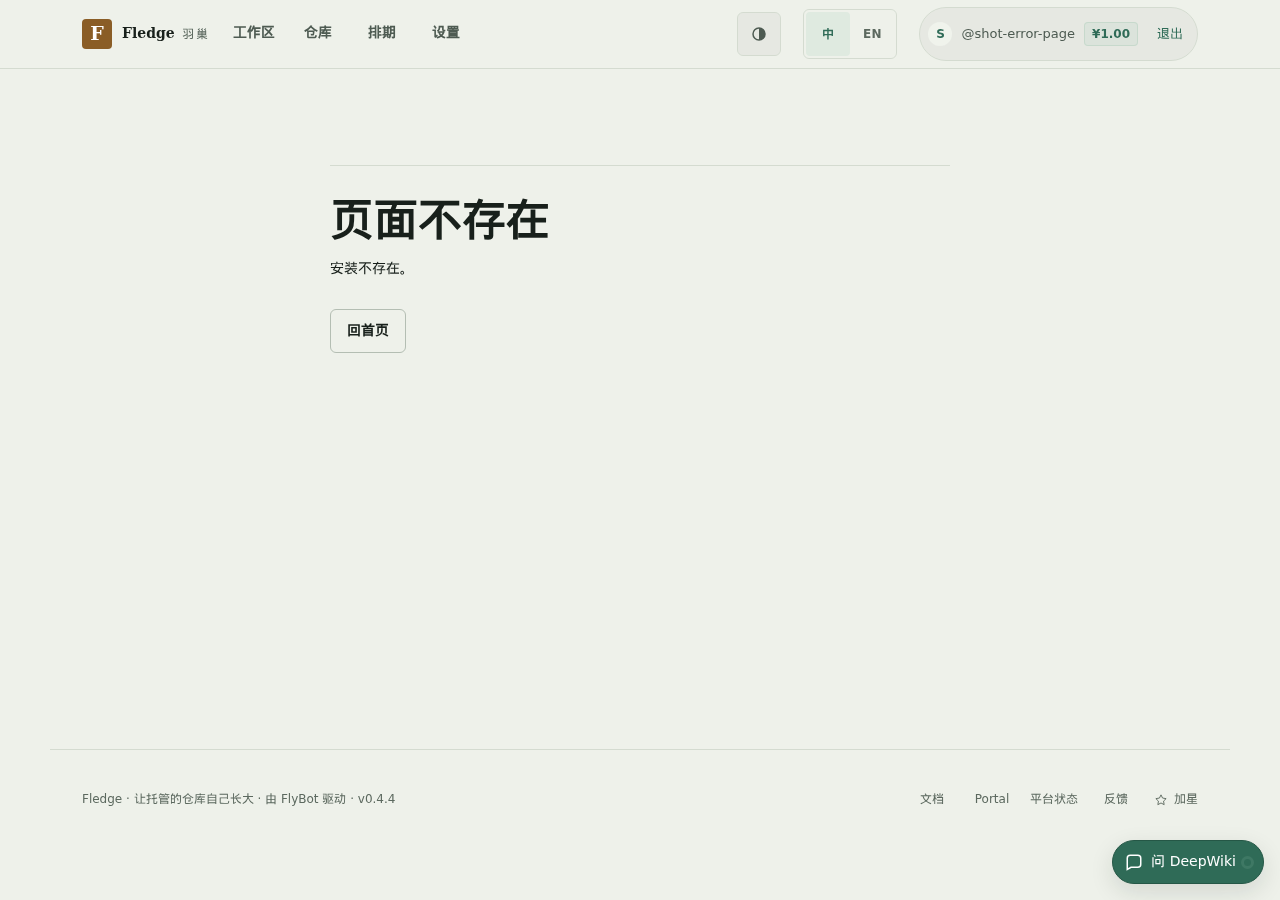 F Fledge 羽巢 工作区 仓库 排期 设置 中 EN S @shot-error-page ¥1.00 退出
页面不存在
安装不存在。
回首页
Fledge · 让托管的仓库自己长大 · 由 FlyBot 驱动 · v0.4.4 文档 Portal 平台状态 反馈 加星
问 DeepWiki